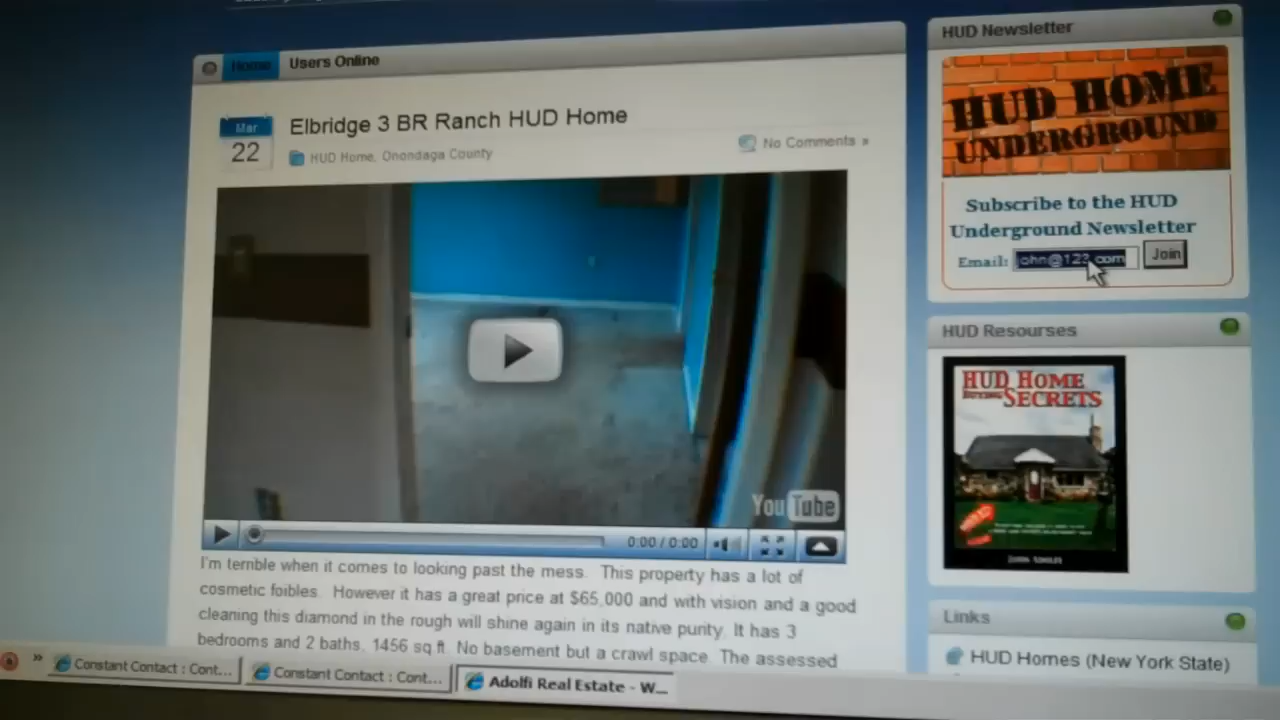 Home
Users Online
Mar
22
Elbridge 3 BR Ranch HUD Home
HUD Home, Onondaga County
No Comments »
YouTube
0:00 / 0:00
I'm terrible when it comes to looking past the mess. This property has a lot of
cosmetic foibles. However it has a great price at $65,000 and with vision and a good
cleaning this diamond in the rough will shine again in its native purity. It has 3
bedrooms and 2 baths, 1456 sq.ft. No basement but a crawl space. The assessed
HUD Newsletter
HUD HOME
UNDERGROUND
Subscribe to the HUD
Underground Newsletter
Email: john@123.com Join
HUD Resourses
HUD HOME
BUYING SECRETS
Links
HUD Homes (New York State)
» Constant Contact : Cont...
Constant Contact : Cont...
Adolfi Real Estate - W...